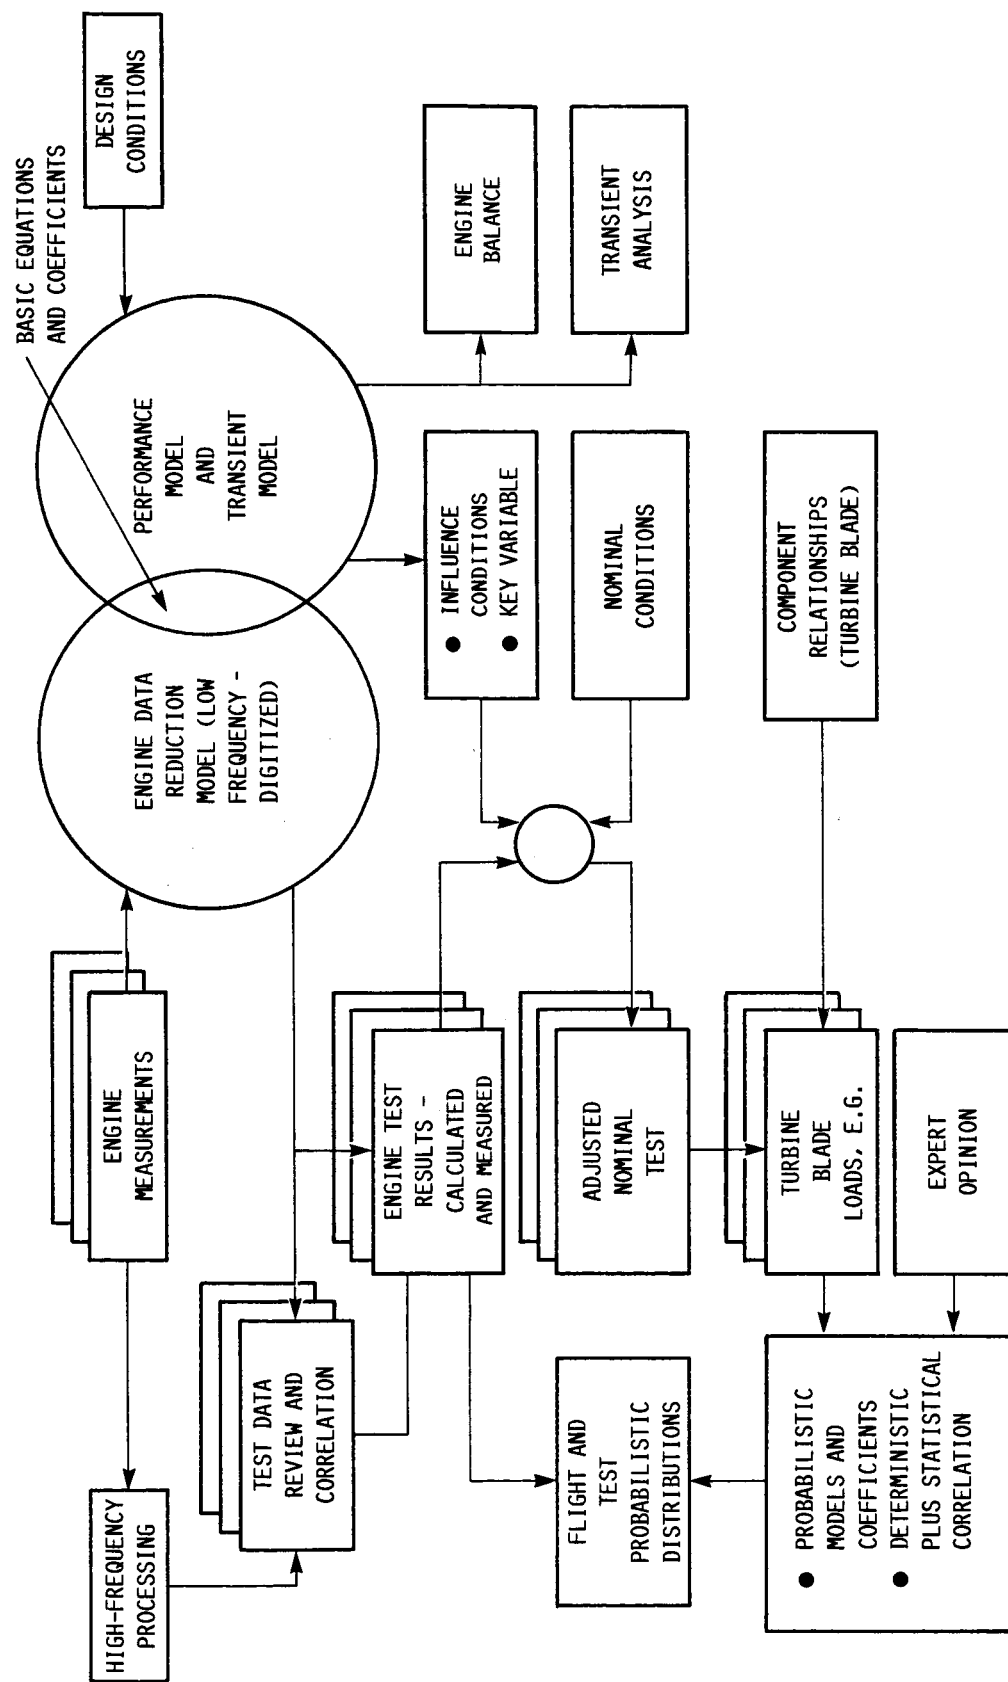 BASIC EQUATIONS
AND COEFFICIENTS
DESIGN
CONDITIONS
HIGH-FREQUENCY
PROCESSING
ENGINE
MEASUREMENTS
ENGINE DATA
REDUCTION
MODEL (LOW
FREQUENCY -
DIGITIZED)
PERFORMANCE
MODEL
AND
TRANSIENT
MODEL
TEST DATA
REVIEW AND
CORRELATION
ENGINE TEST
RESULTS -
CALCULATED
AND MEASURED
● INFLUENCE
CONDITIONS
● KEY VARIABLE
ENGINE
BALANCE
FLIGHT AND
TEST
PROBABILISTIC
DISTRIBUTIONS
ADJUSTED
NOMINAL
TEST
NOMINAL
CONDITIONS
TRANSIENT
ANALYSIS
● PROBABILISTIC
MODELS AND
COEFFICIENTS
● DETERMINISTIC
PLUS STATISTICAL
CORRELATION
TURBINE
BLADE
LOADS, E.G.
COMPONENT
RELATIONSHIPS
(TURBINE BLADE)
EXPERT
OPINION